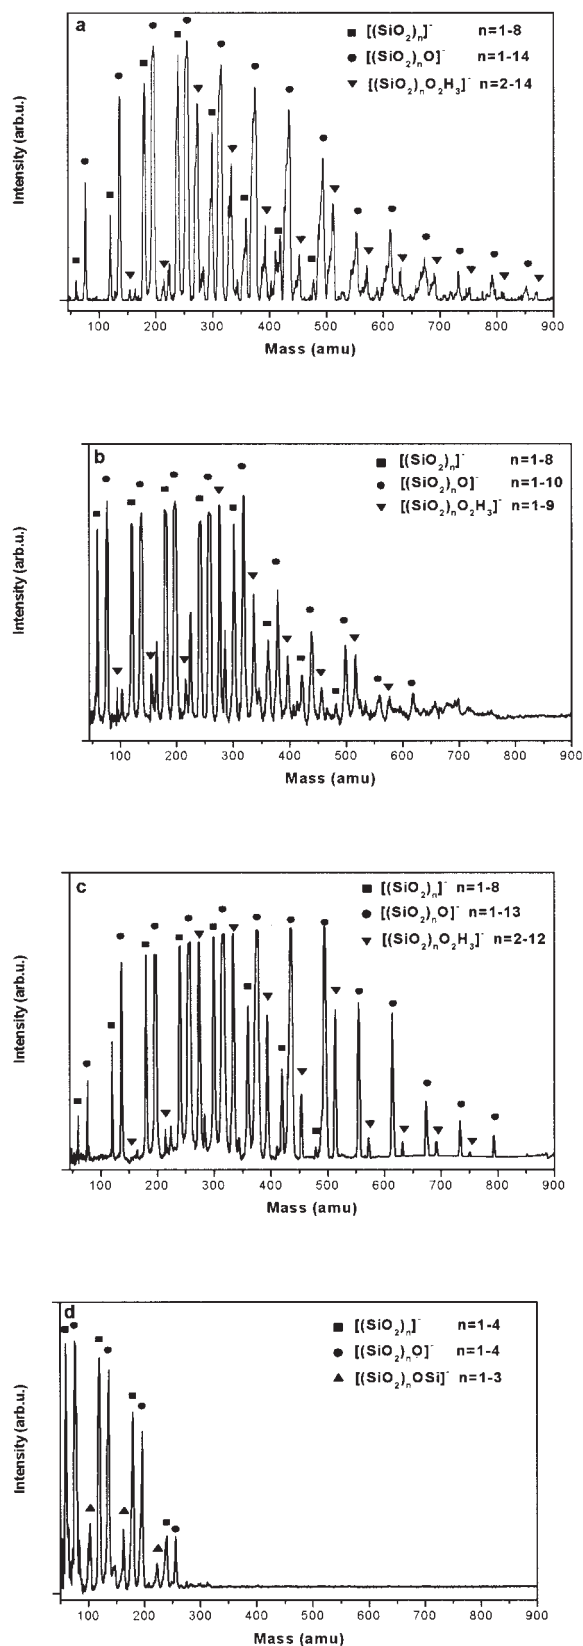 a
■ [(SiO₂)ₙ]⁻ n=1-8
● [(SiO₂)ₙO]⁻ n=1-14
▼ [(SiO₂)ₙO₂H₃]⁻ n=2-14
Intensity (arb.u.)
100 200 300 400 500 600 700 800 900
Mass (amu)
b
■ [(SiO₂)ₙ]⁻ n=1-8
● [(SiO₂)ₙO]⁻ n=1-10
▼ [(SiO₂)ₙO₂H₃]⁻ n=1-9
Intensity (arb.u.)
100 200 300 400 500 600 700 800 900
Mass (amu)
c
■ [(SiO₂)ₙ]⁻ n=1-8
● [(SiO₂)ₙO]⁻ n=1-13
▼ [(SiO₂)ₙO₂H₃]⁻ n=2-12
Intensity (arb.u.)
100 200 300 400 500 600 700 800 900
Mass (amu)
d
■ [(SiO₂)ₙ]⁻ n=1-4
● [(SiO₂)ₙO]⁻ n=1-4
▲ [(SiO₂)ₙOSi]⁻ n=1-3
Intensity (arb.u.)
100 200 300 400 500 600 700 800 900
Mass (amu)